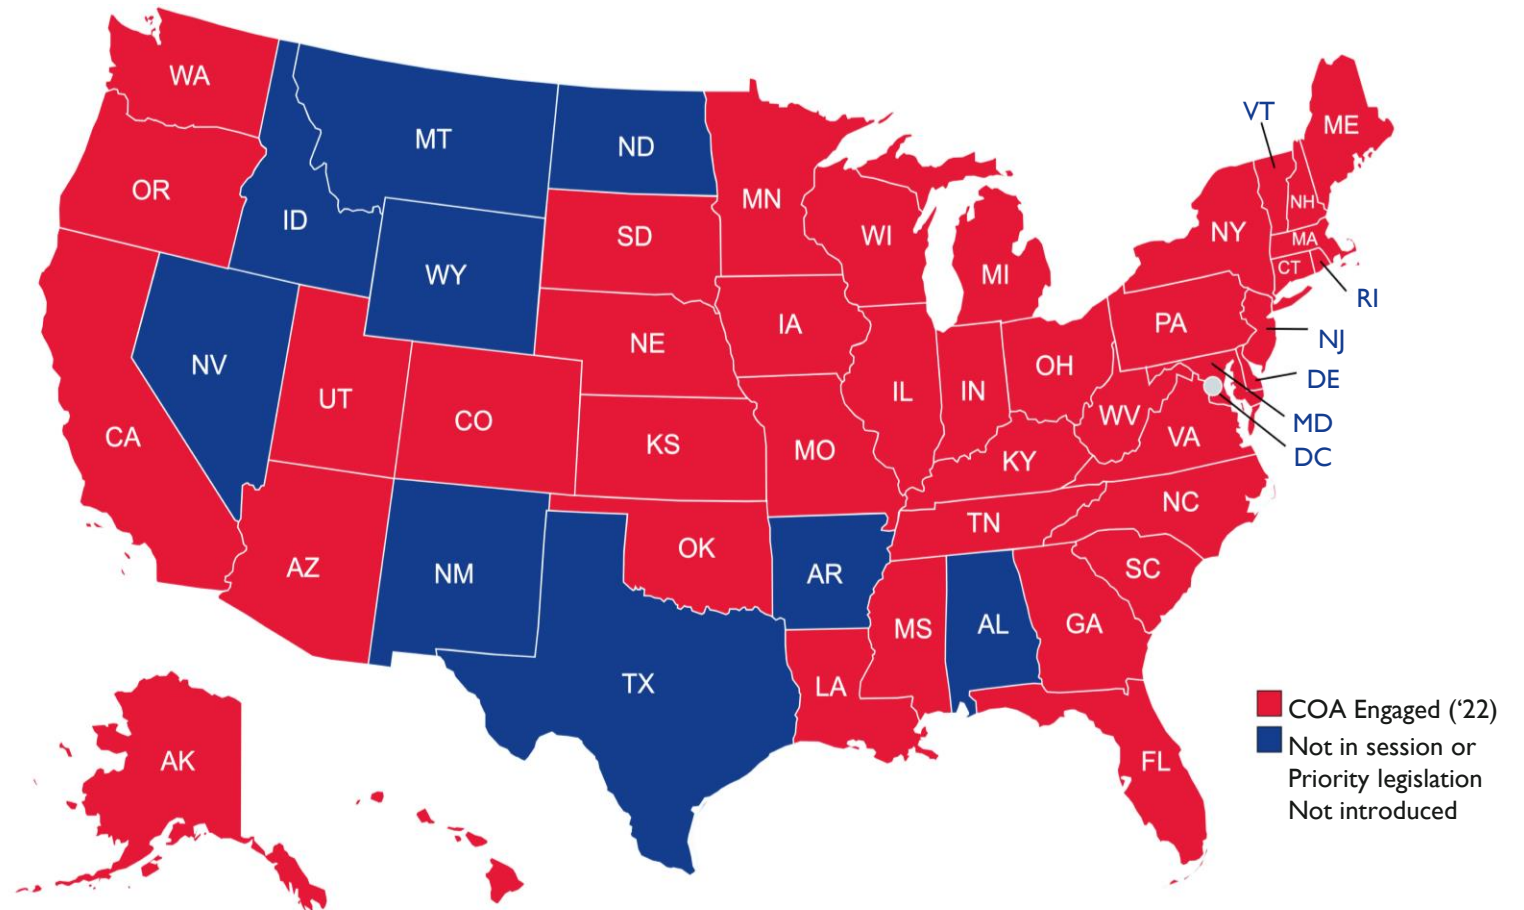 WA
MT
ND
VT
ME
OR
ID
MN
NH
SD
WI
NY
MA
WY
MI
CT
RI
IA
PA
NE
NJ
NV
OH
DE
UT
IL
IN
CO
WV
MD
CA
KS
MO
VA
KY
DC
NC
TN
OK
AZ
NM
AR
SC
MS
AL
GA
TX
LA
COA Engaged (‘22)
Not in session or
Priority legislation
Not introduced
AK
FL